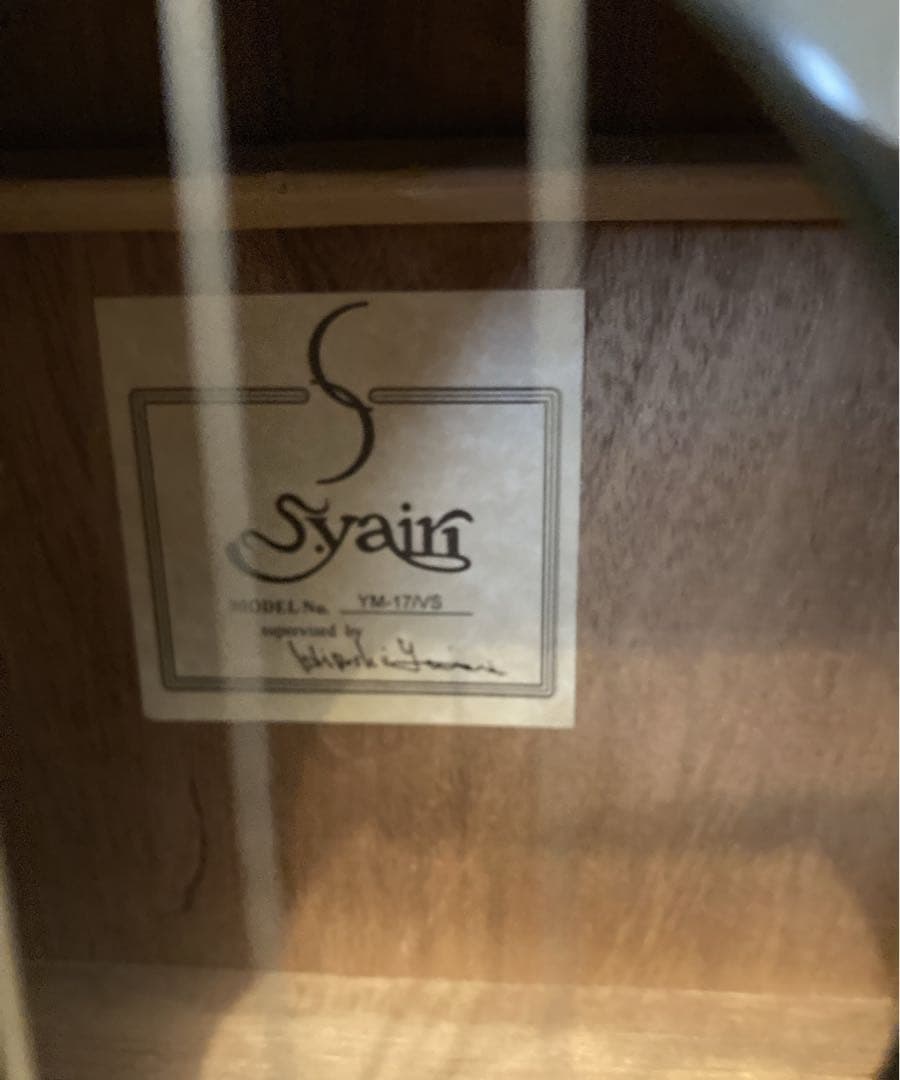 S.yairi
MODEL No. YM-17/VS
supervised by